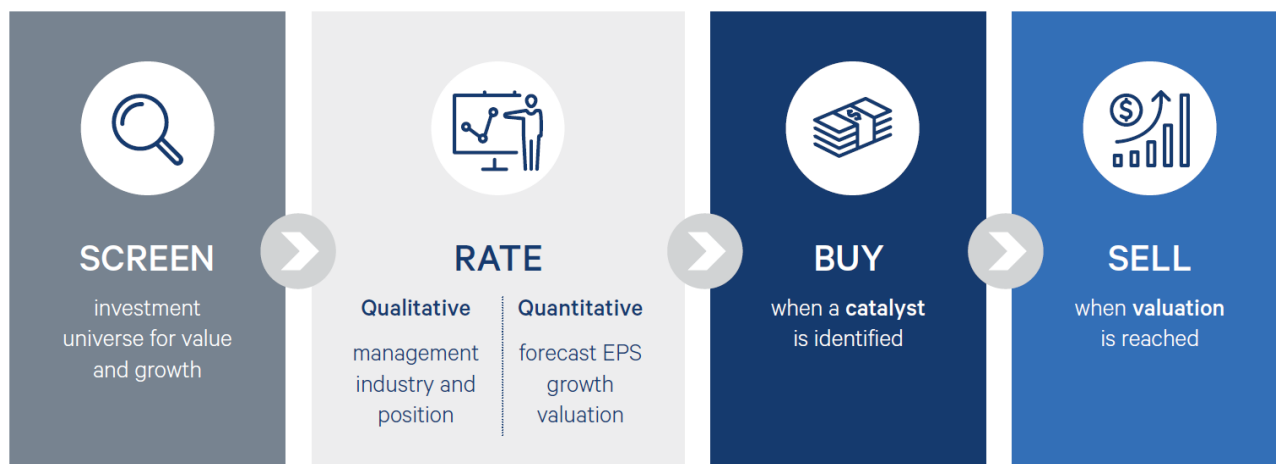 SCREEN
investment
universe for value
and growth
RATE
Qualitative
management
industry and
position
Quantitative
forecast EPS
growth
valuation
BUY
when a catalyst
is identified
$
SELL
when valuation
is reached
$